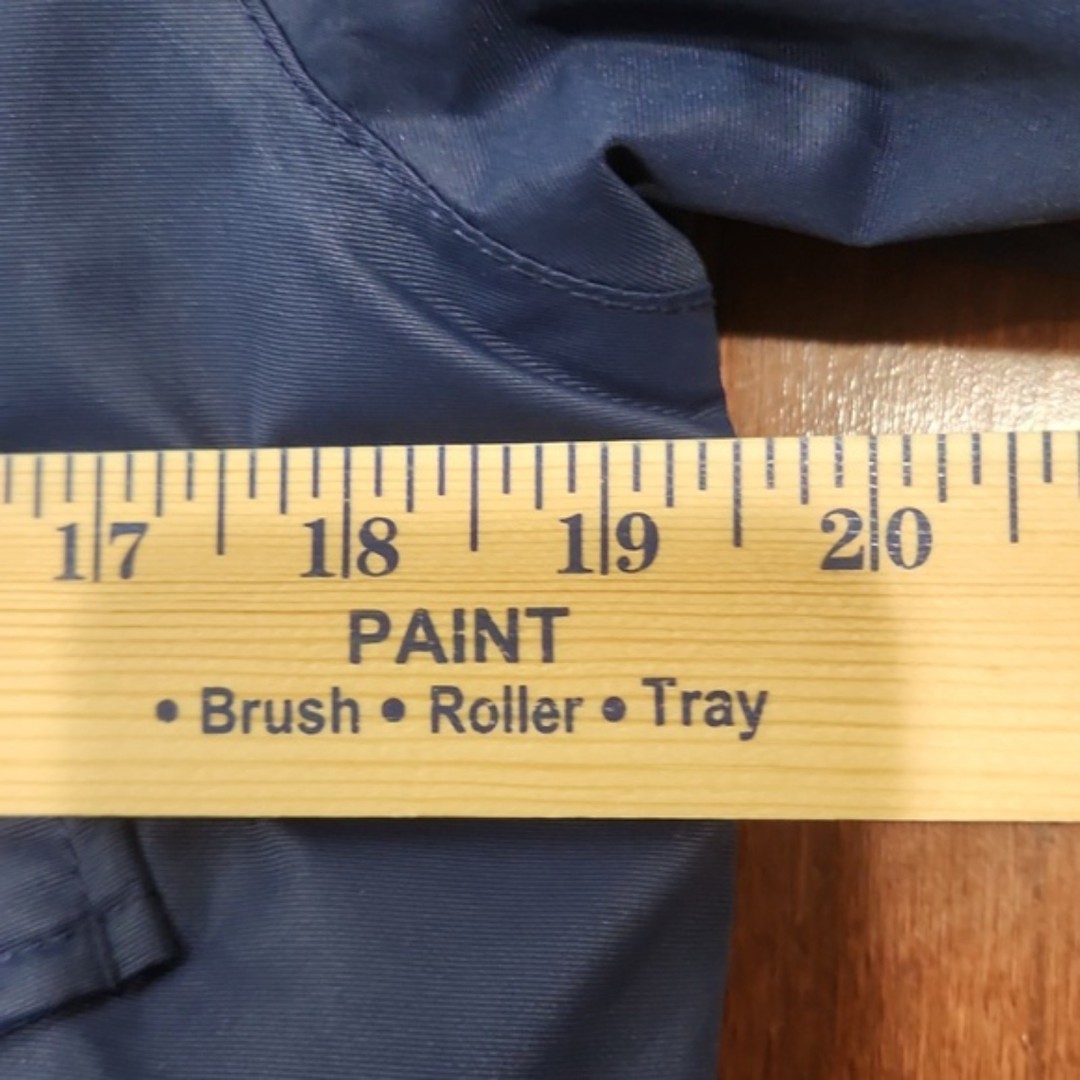 17 18 19 20
PAINT
• Brush • Roller • Tray